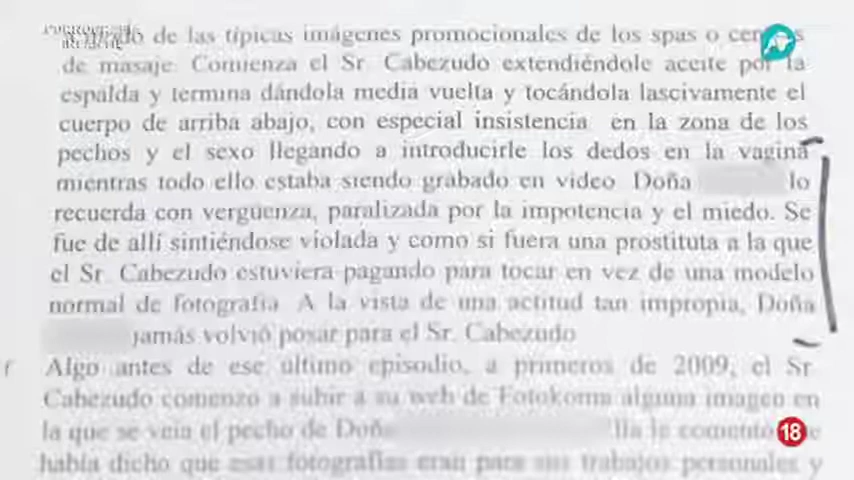 de las típicas imágenes promocionales de los spas o
de masaje. Comienza el Sr. Cabezudo extendiéndole aceite por la
espalda y termina dándola media vuelta y tocándola lascivamente el
cuerpo de arriba abajo, con especial insistencia en la zona de los
pechos y el sexo llegando a introducirle los dedos en la vagina
mientras todo ello estaba siendo grabado en video. Doña lo
recuerda con vergüenza, paralizada por la impotencia y el miedo. Se
fue de allí sintiéndose violada y como si fuera una prostituta a la que
el Sr. Cabezudo estuviera pagando para tocar en vez de una modelo
normal de fotografía. A la vista de una actitud tan impropia, Doña
jamás volvió posar para el Sr. Cabezudo
f Algo antes de ese último episodio, a primeros de 2009, el Sr.
Cabezudo comenzó a subir a su web de Fotokoma alguna imagen en
la que se veía el pecho de Doña lla le comentó
18
había dicho que esas fotografías eran para sus trabajos personales y